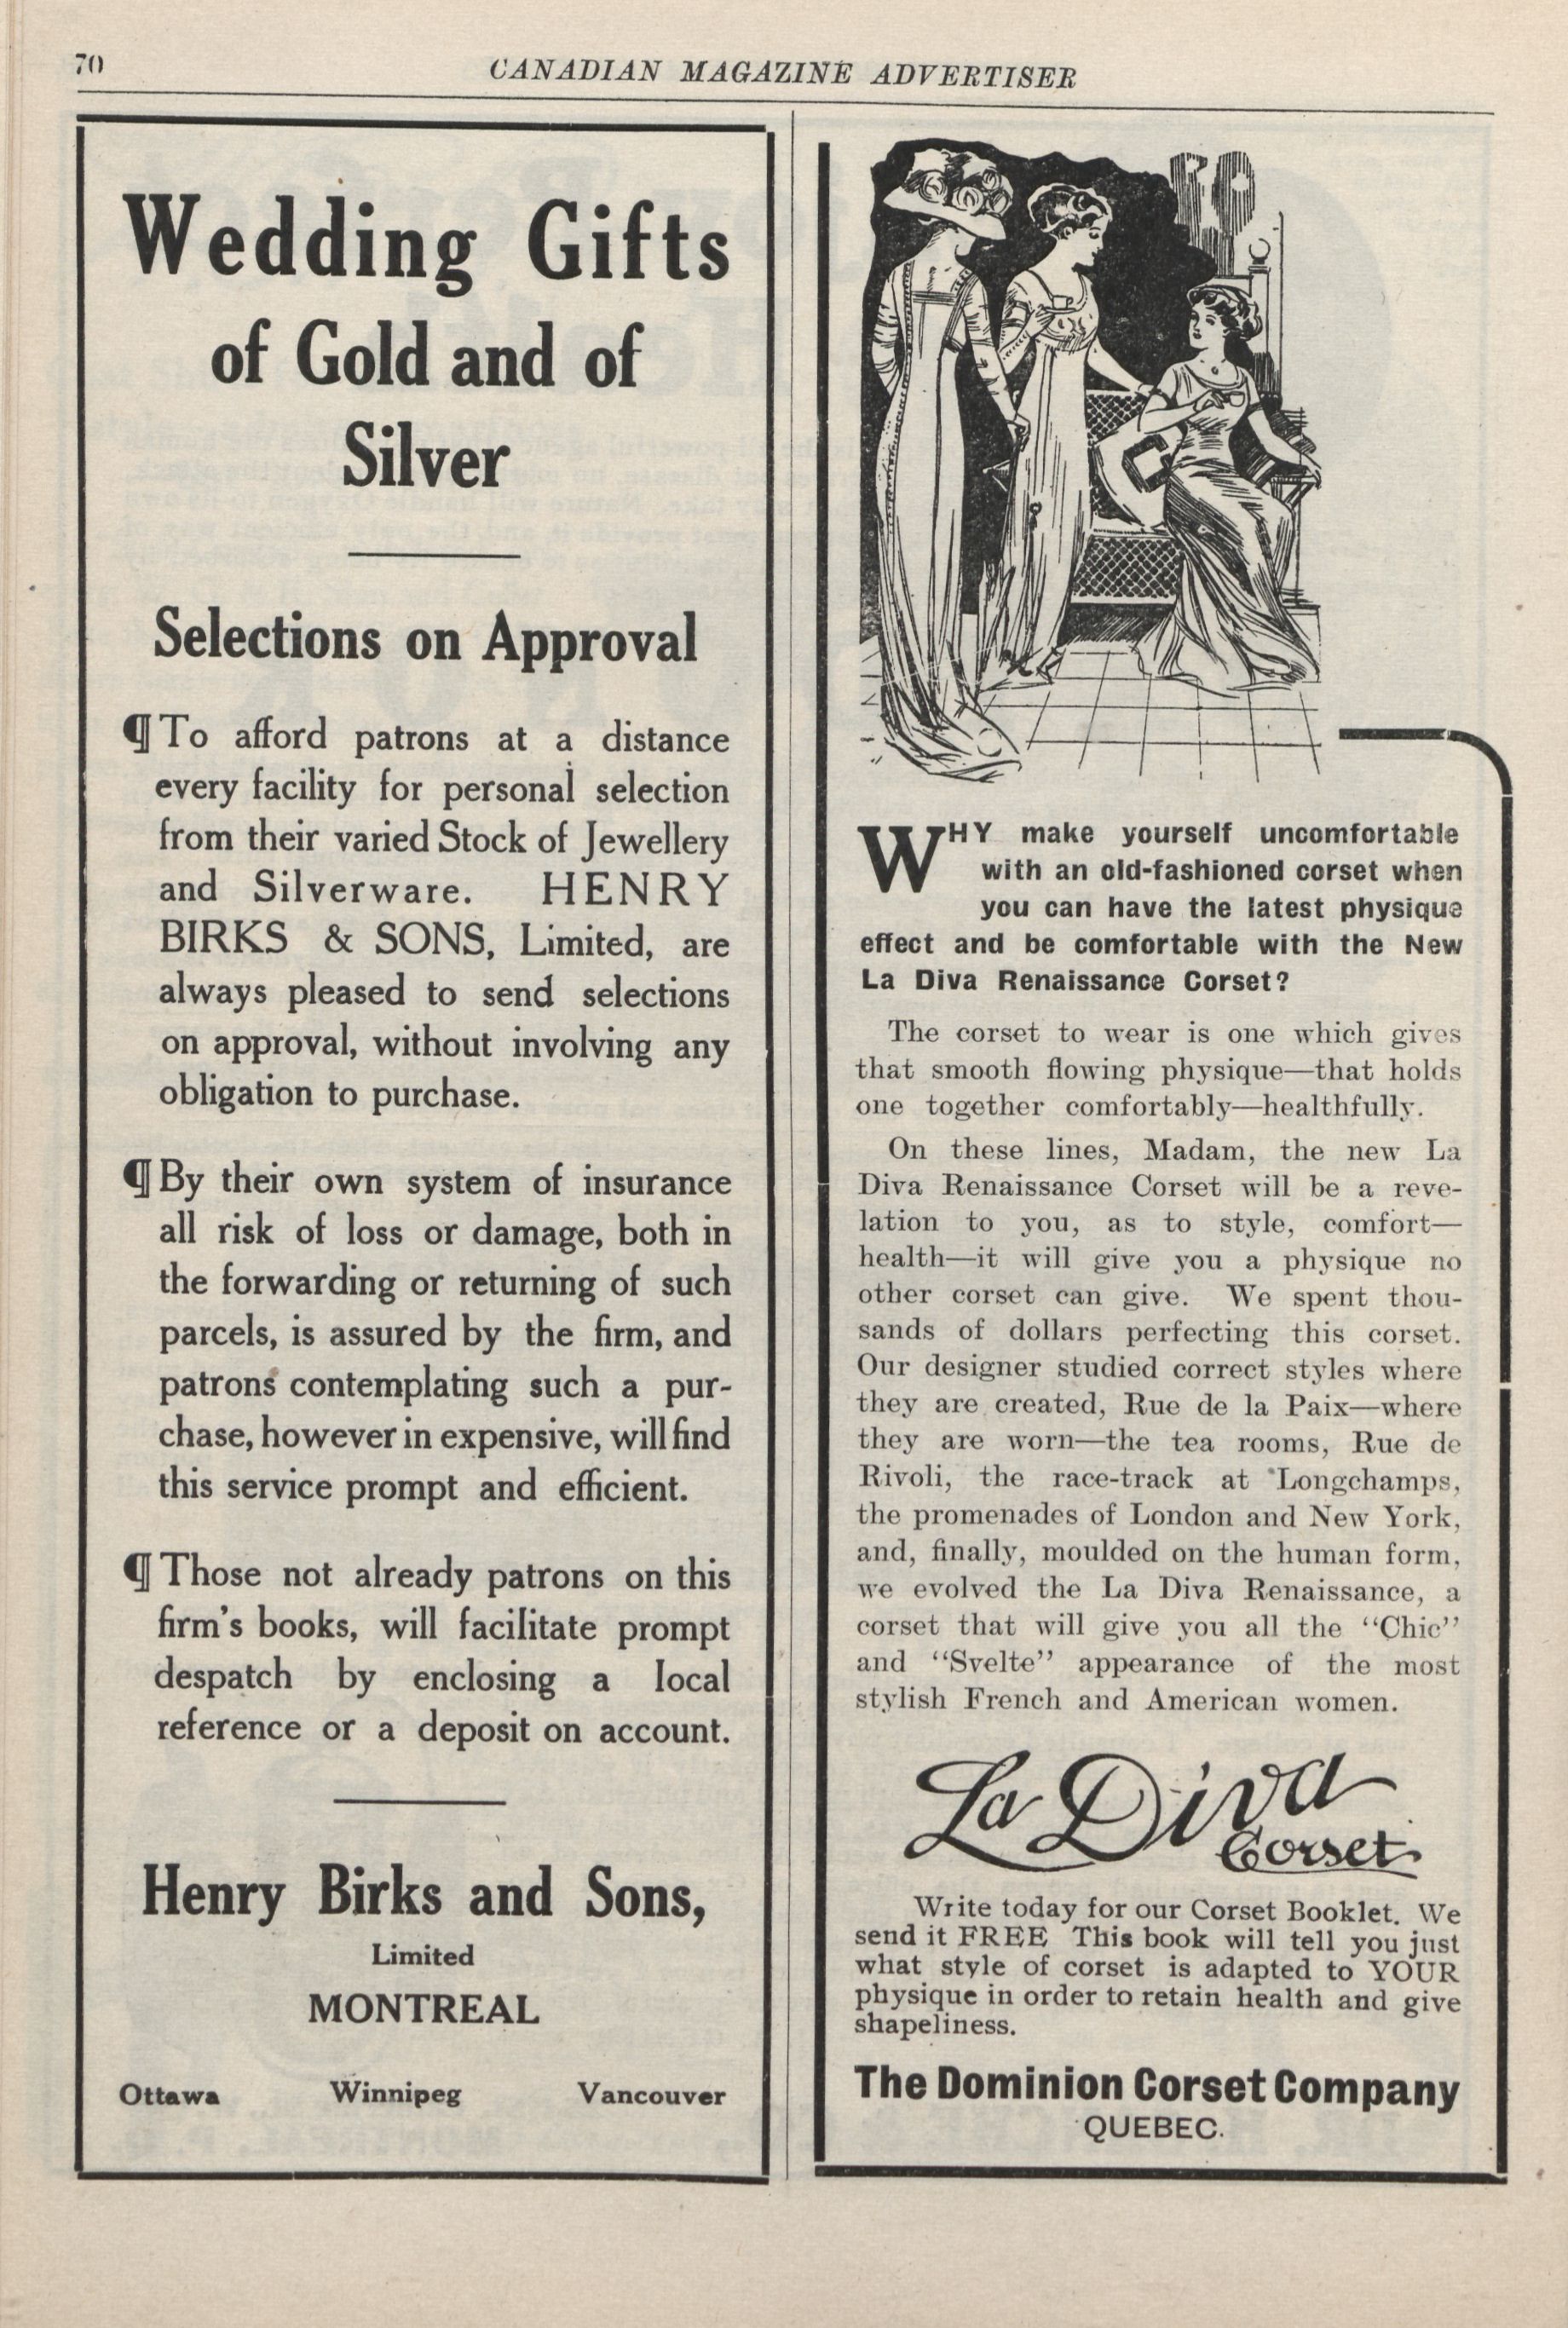 70
CANADIAN MAGAZINE ADVERTISER
Wedding Gifts
of Gold and of
Silver
Selections on Approval
¶ To afford patrons at a distance
every facility for personal selection
from their varied Stock of Jewellery
and Silverware. HENRY
BIRKS & SONS, Limited, are
always pleased to send selections
on approval, without involving any
obligation to purchase.
¶ By their own system of insurance
all risk of loss or damage, both in
the forwarding or returning of such
parcels, is assured by the firm, and
patrons contemplating such a pur-
chase, however in expensive, will find
this service prompt and efficient.
¶ Those not already patrons on this
firm's books, will facilitate prompt
despatch by enclosing a local
reference or a deposit on account.
Henry Birks and Sons,
Limited
MONTREAL
Ottawa Winnipeg Vancouver
WHY make yourself uncomfortable
with an old-fashioned corset when
you can have the latest physique
effect and be comfortable with the New
La Diva Renaissance Corset?
The corset to wear is one which gives
that smooth flowing physique—that holds
one together comfortably—healthfully.
On these lines, Madam, the new La
Diva Renaissance Corset will be a reve-
lation to you, as to style, comfort—
health—it will give you a physique no
other corset can give. We spent thou-
sands of dollars perfecting this corset.
Our designer studied correct styles where
they are created, Rue de la Paix—where
they are worn—the tea rooms, Rue de
Rivoli, the race-track at Longchamps,
the promenades of London and New York,
and, finally, moulded on the human form,
we evolved the La Diva Renaissance, a
corset that will give you all the "Chic"
and "Svelte" appearance of the most
stylish French and American women.
La Diva
Corset
Write today for our Corset Booklet. We
send it FREE This book will tell you just
what style of corset is adapted to YOUR
physique in order to retain health and give
shapeliness.
The Dominion Corset Company
QUEBEC.